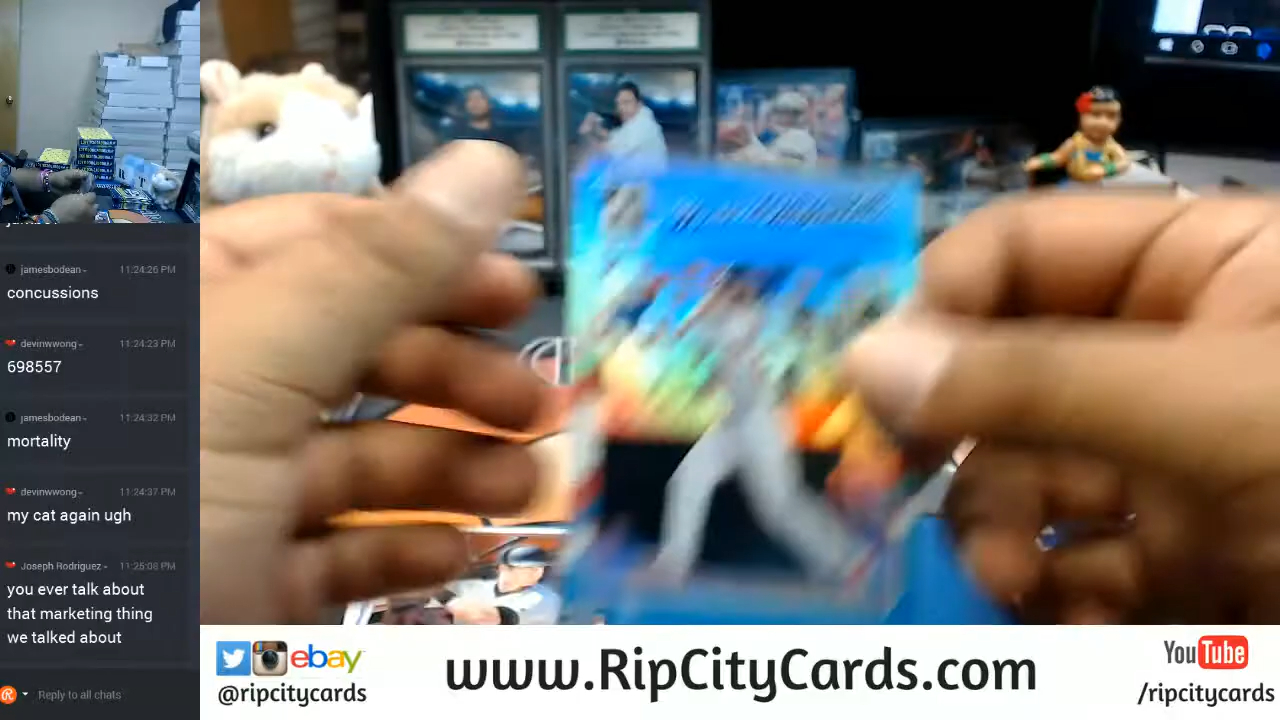 jamesbodean-
11:24:26 PM
concussions
devinwwong-
11:24:23 PM
698557
jamesbodean-
11:24:32 PM
mortality
devinwwong-
11:24:37 PM
my cat again ugh
Joseph Rodriguez-
11:25:08 PM
you ever talk about
that marketing thing
we talked about
Reply to all chats
ebay
@ripcitycards
www.RipCityCards.com
YouTube
/ripcitycards